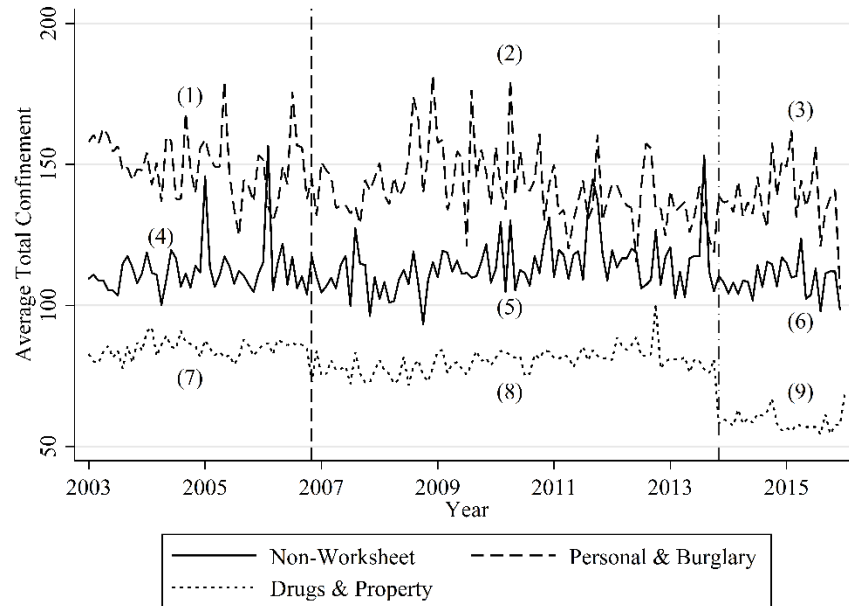 200
(2)
(1)
(3)
150
Average Total Confinement
(4)
100
(5)
(6)
(7)
(8)
(9)
50
2003 2005 2007 2009 2011 2013 2015
Year
Non-Worksheet Personal & Burglary
Drugs & Property